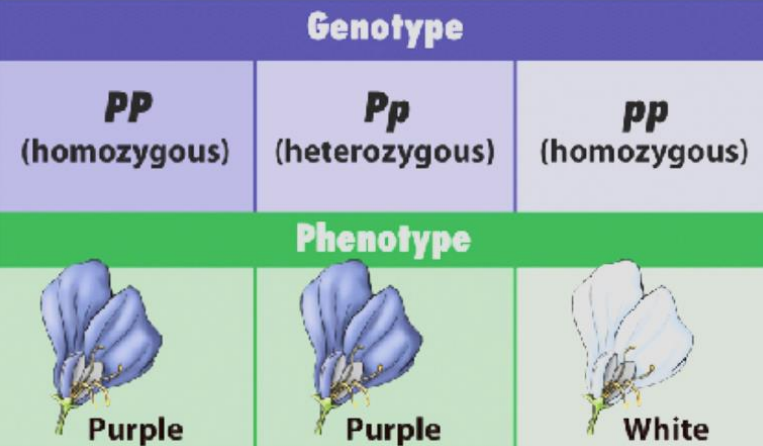 Genotype
PP Pp pp
(homozygous) (heterozygous) (homozygous)
Phenotype
Purple Purple White